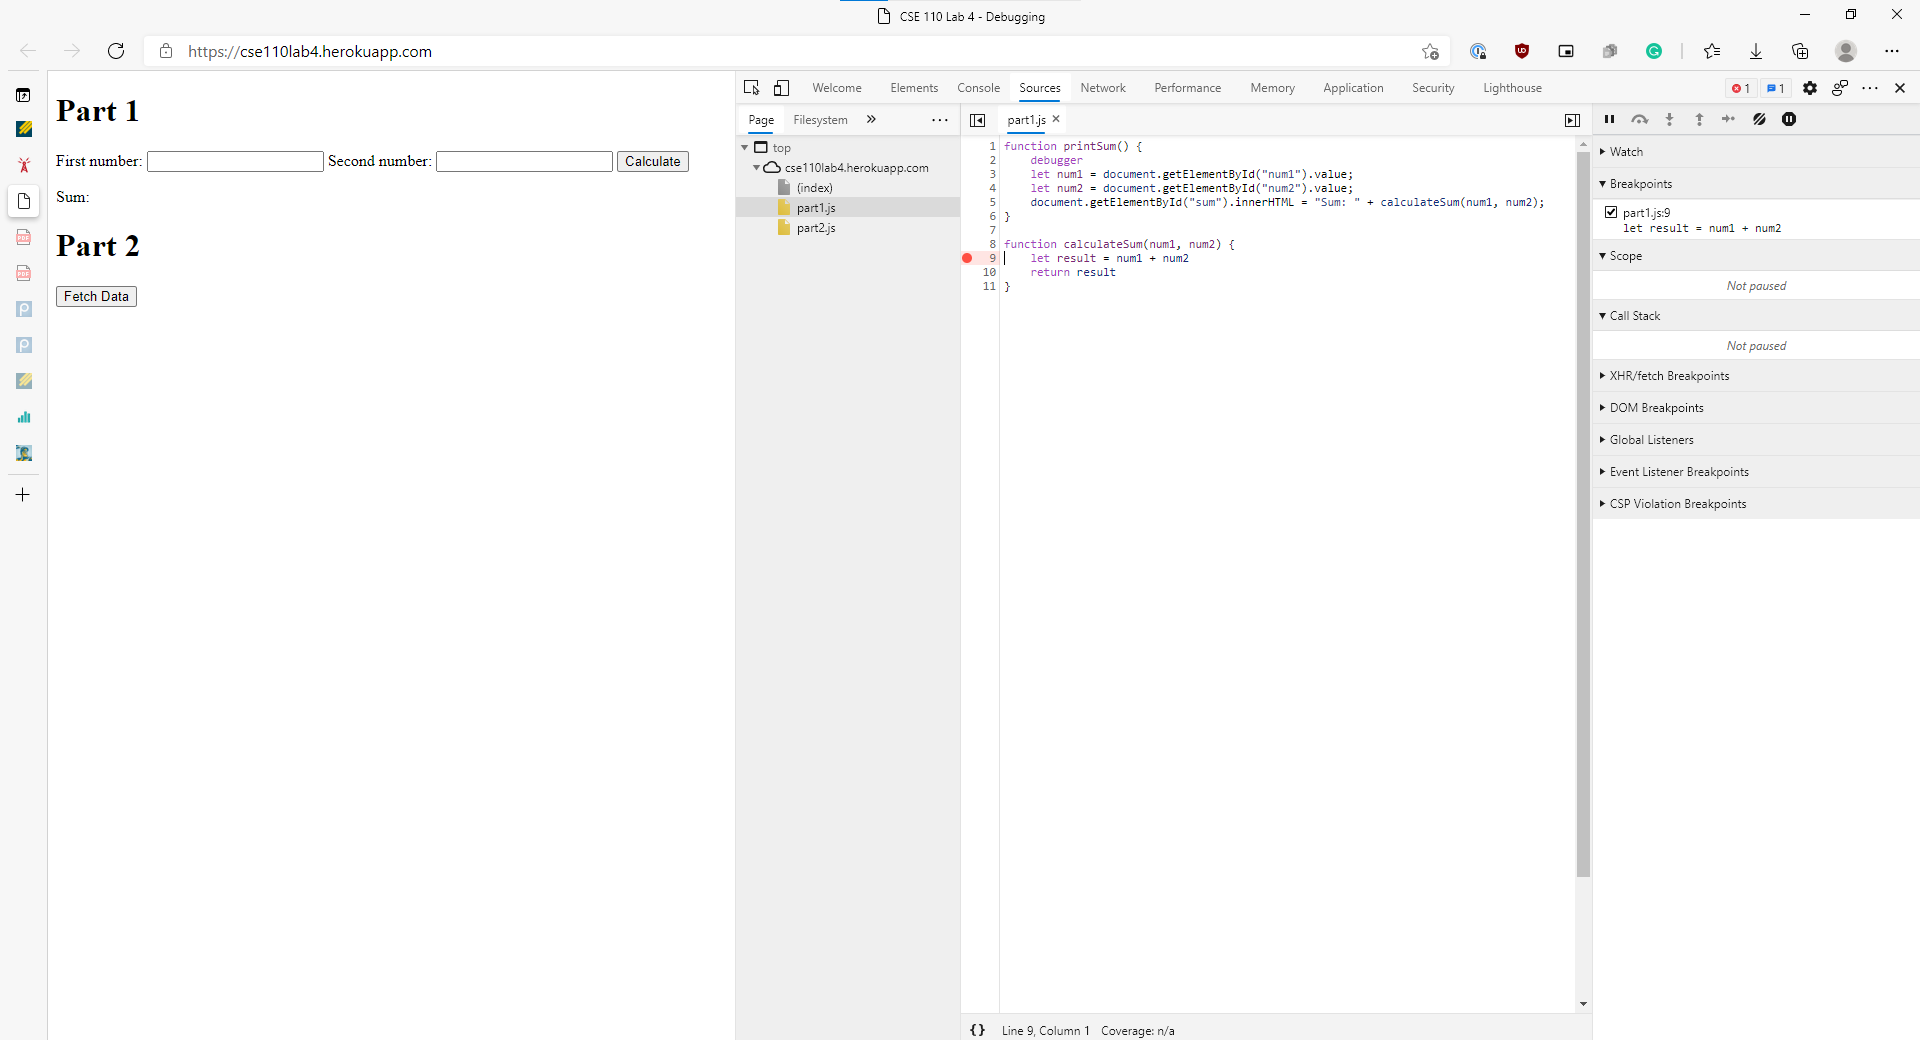 CSE 110 Lab 4 - Debugging
https://cse110lab4.herokuapp.com
Part 1
First number: Second number: Calculate
Sum:
Part 2
Fetch Data
Welcome Elements Console Sources Network Performance Memory Application Security Lighthouse 1 1
Page Filesystem
top
cse110lab4.herokuapp.com
(index)
part1.js
part2.js
part1.js
1 function printSum() {
2 debugger
3 let num1 = document.getElementById("num1").value;
4 let num2 = document.getElementById("num2").value;
5 document.getElementById("sum").innerHTML = "Sum: " + calculateSum(num1, num2);
6 }
7
8 function calculateSum(num1, num2) {
9 let result = num1 + num2
10 return result
11 }
{} Line 9, Column 1 Coverage: n/a
Watch
Breakpoints
part1.js:9
let result = num1 + num2
Scope
Not paused
Call Stack
Not paused
XHR/fetch Breakpoints
DOM Breakpoints
Global Listeners
Event Listener Breakpoints
CSP Violation Breakpoints